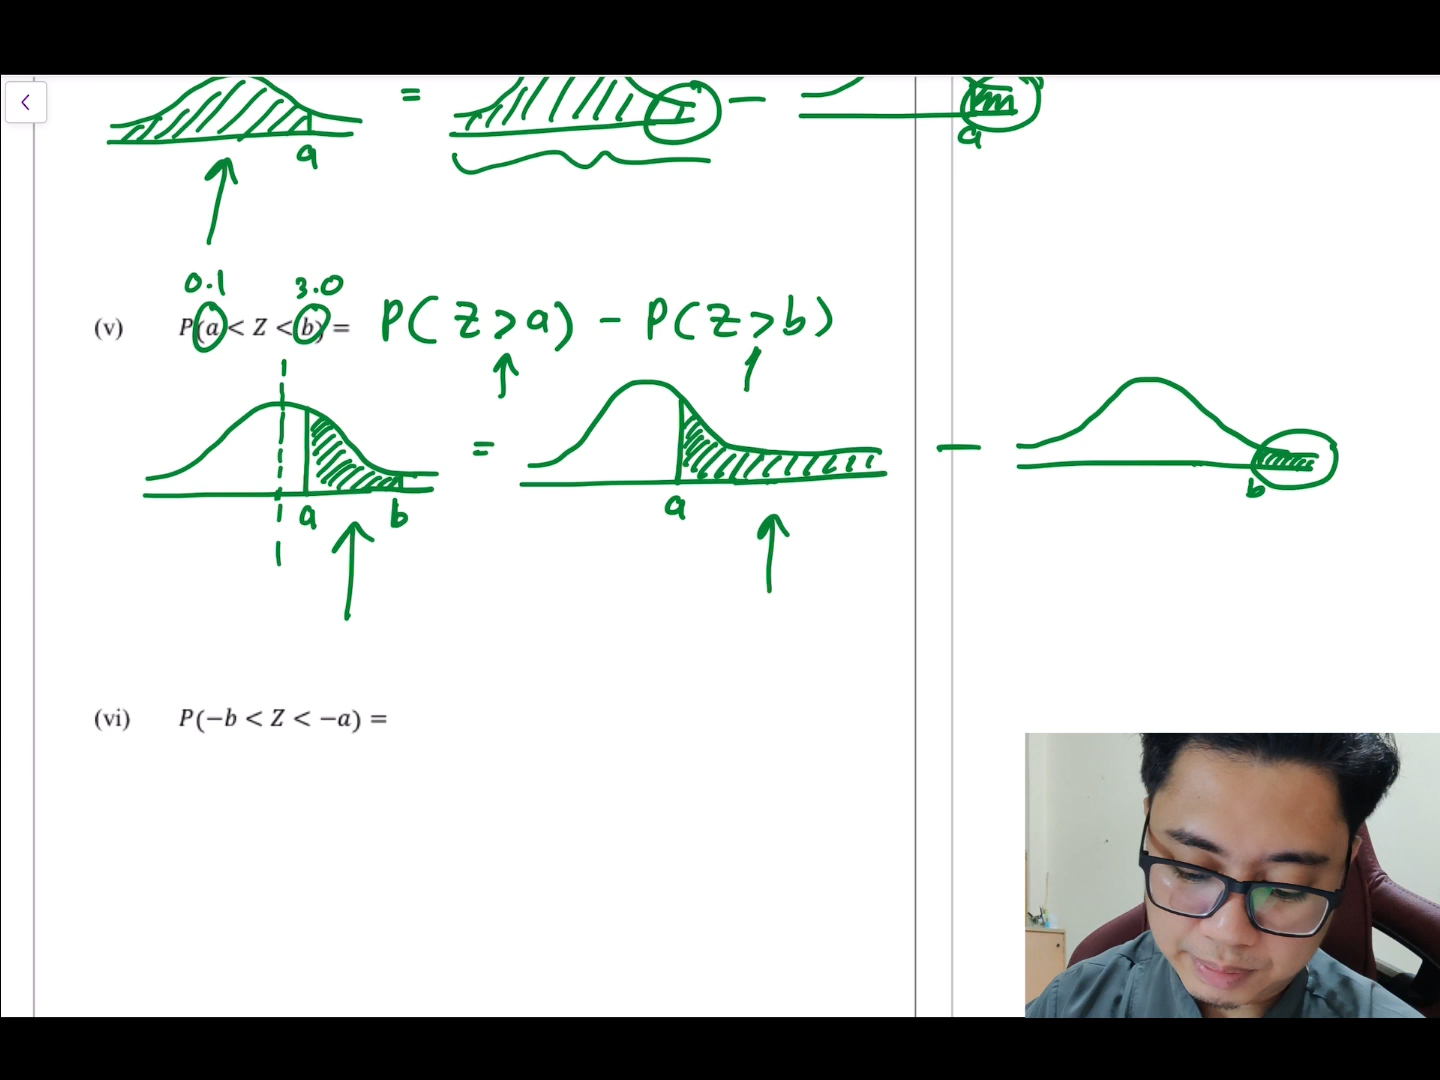 = −
a a
0.1 3.0
(v) P(a < Z < b) = P(Z > a) − P(Z > b)
= −
a b a b
(vi) P(−b < Z < −a) =